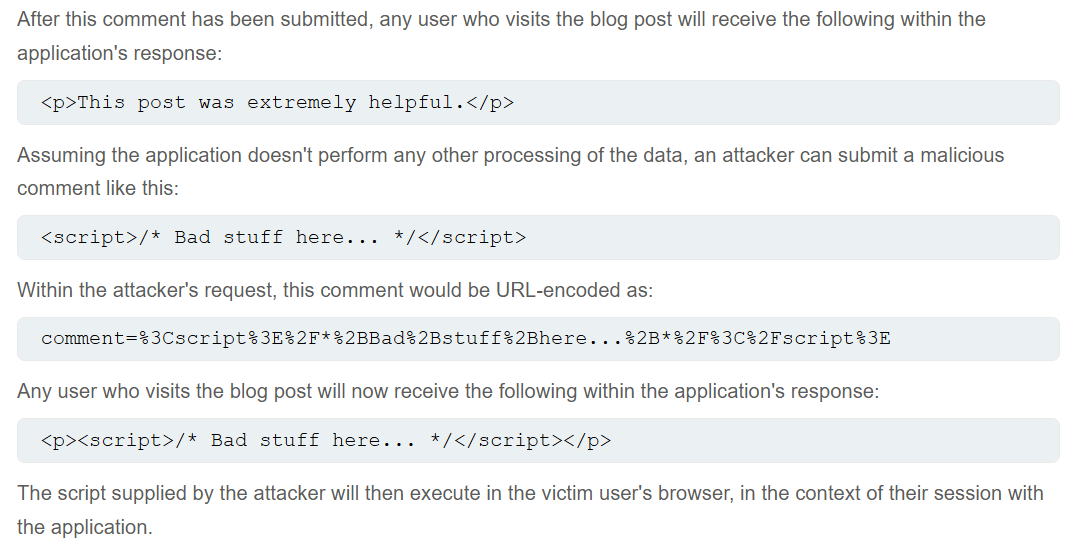 After this comment has been submitted, any user who visits the blog post will receive the following within the
application's response:
<p>This post was extremely helpful.</p>
Assuming the application doesn't perform any other processing of the data, an attacker can submit a malicious
comment like this:
<script>/* Bad stuff here... */</script>
Within the attacker's request, this comment would be URL-encoded as:
comment=%3Cscript%3E%2F*%2BBad%2Bstuff%2Bhere...%2B*%2F%3C%2Fscript%3E
Any user who visits the blog post will now receive the following within the application's response:
<p><script>/* Bad stuff here... */</script></p>
The script supplied by the attacker will then execute in the victim user's browser, in the context of their session with
the application.